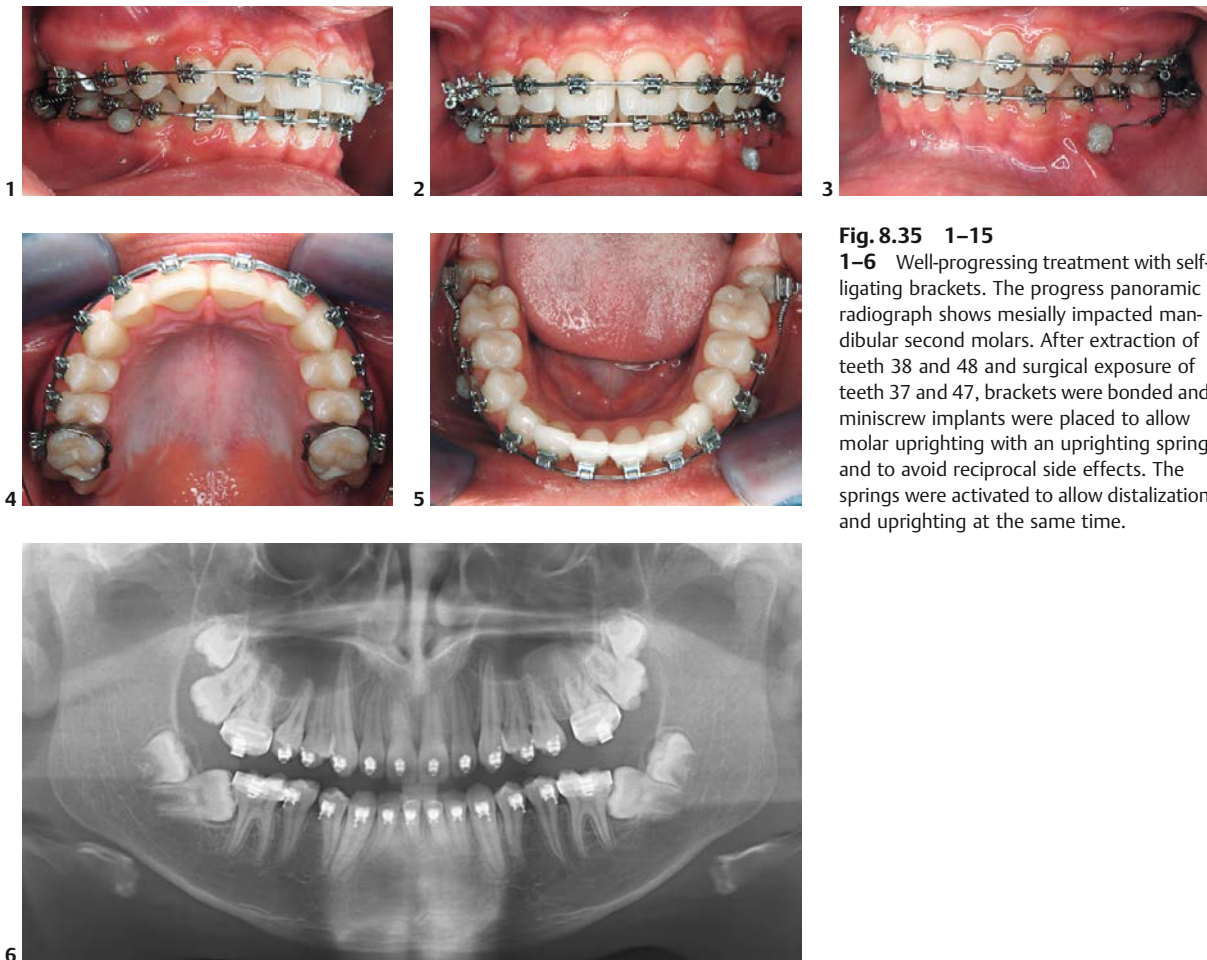 1
2
3
Fig. 8.35 1–15
1–6 Well-progressing treatment with self-
ligating brackets. The progress panoramic
radiograph shows mesially impacted man-
dibular second molars. After extraction of
teeth 38 and 48 and surgical exposure of
teeth 37 and 47, brackets were bonded and
miniscrew implants were placed to allow
molar uprighting with an uprighting spring
and to avoid reciprocal side effects. The
springs were activated to allow distalization
and uprighting at the same time.
4
5
6